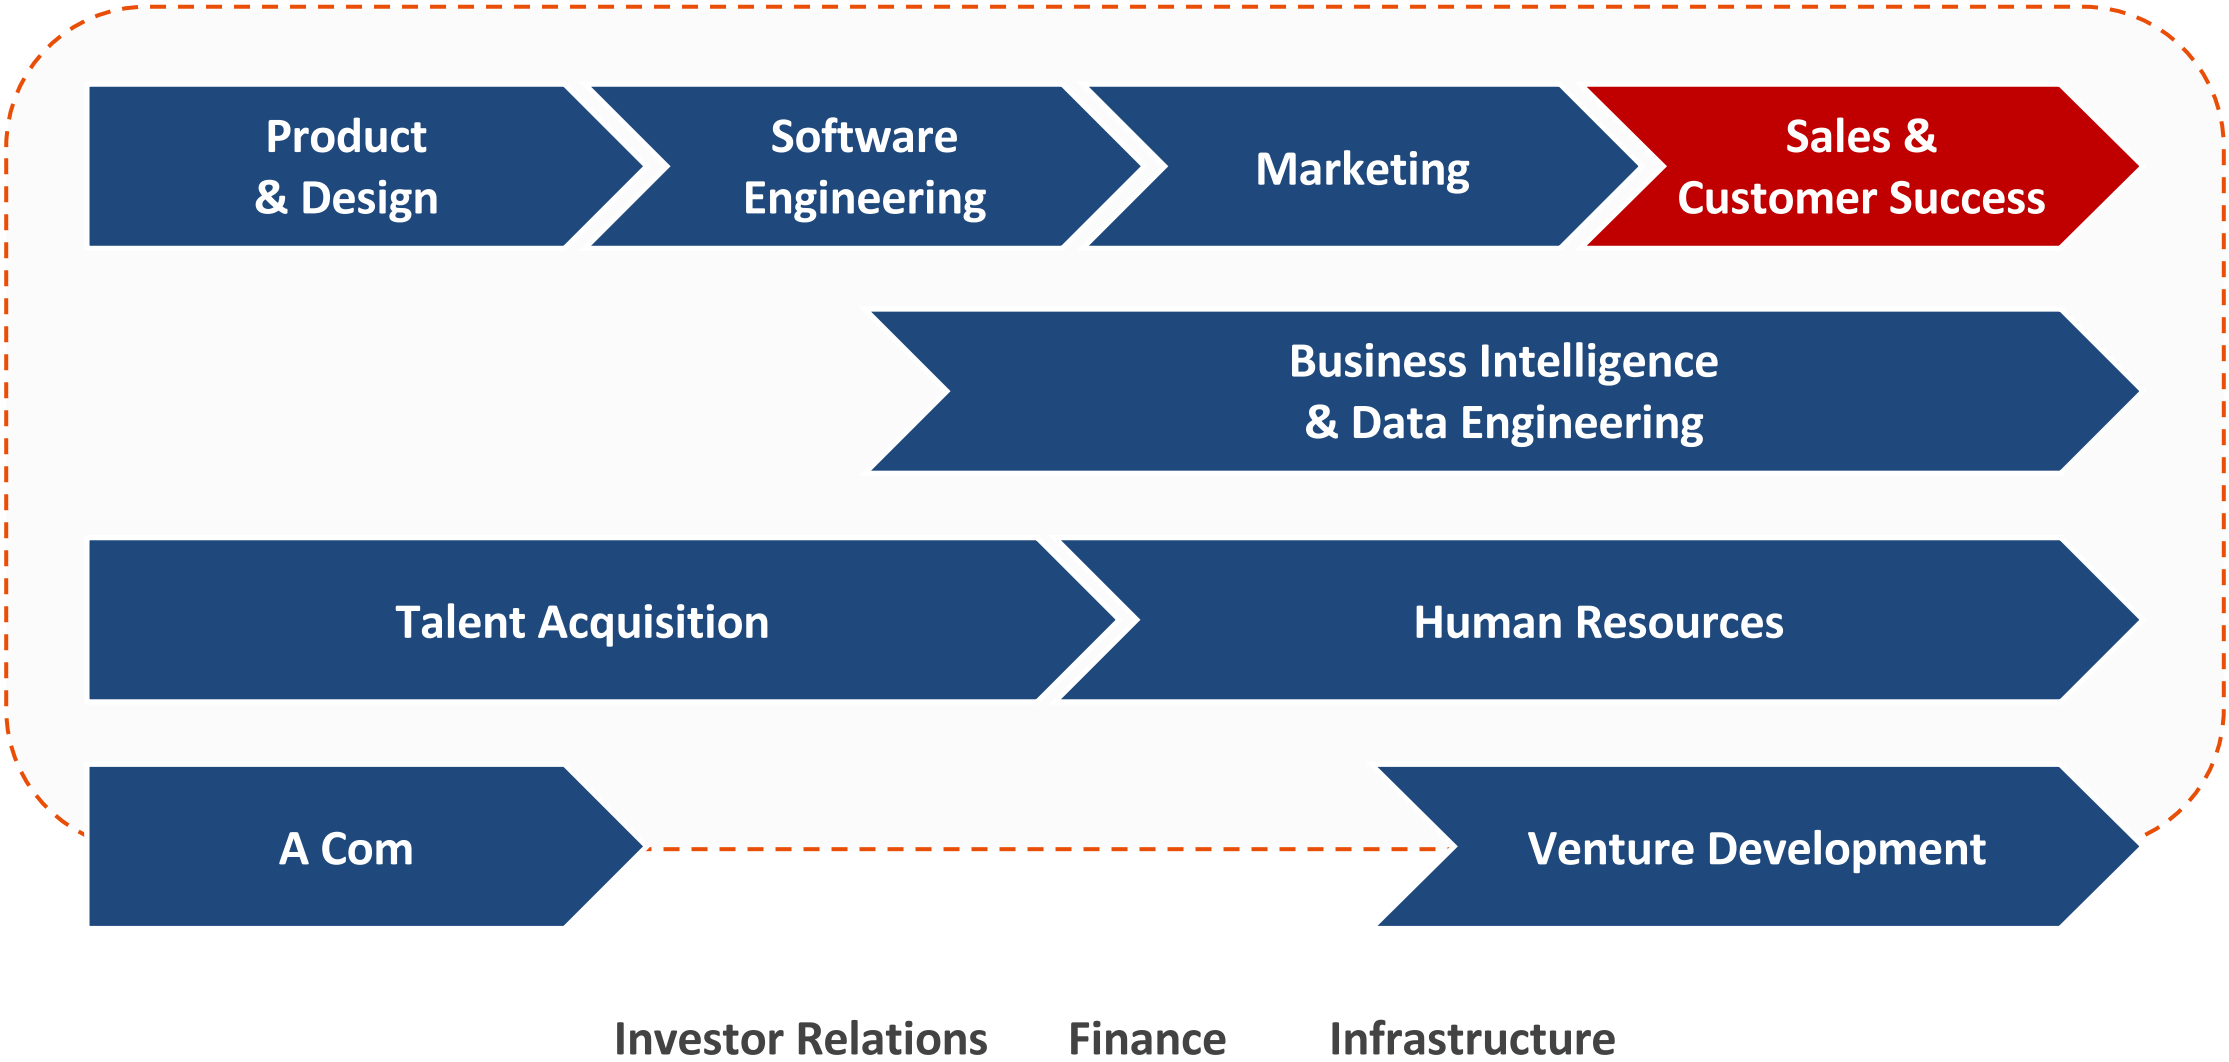 Product
& Design
Software
Engineering
Marketing
Sales &
Customer Success
Business Intelligence
& Data Engineering
Talent Acquisition
Human Resources
A Com
Venture Development
Investor Relations
Finance
Infrastructure